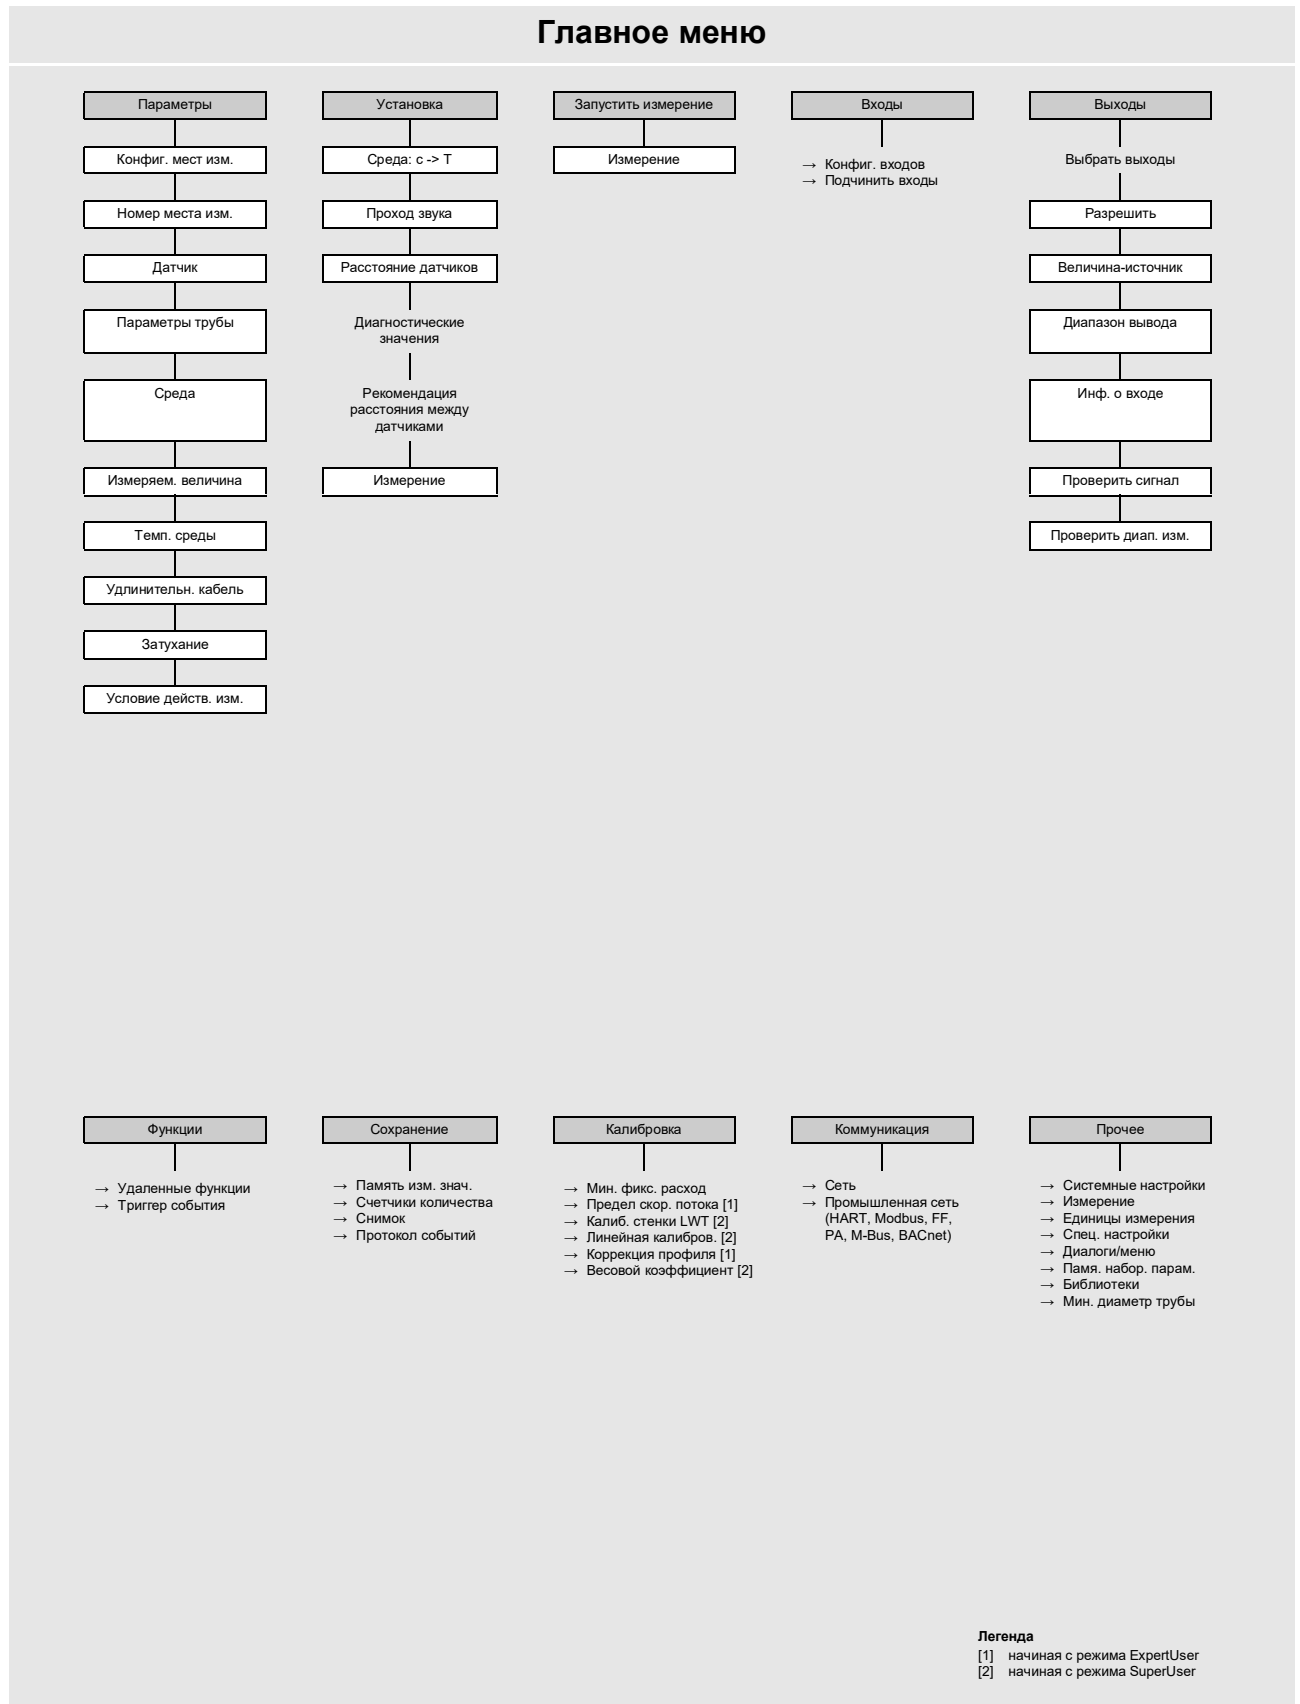 Главное меню
Параметры
Конфиг. мест изм.
Номер места изм.
Датчик
Параметры трубы
Среда
Измеряем. величина
Темп. среды
Удлинительн. кабель
Затухание
Условие действ. изм.
Установка
Среда: c -> T
Проход звука
Расстояние датчиков
Диагностические
значения
Рекомендация
расстояния между
датчиками
Измерение
Запустить измерение
Измерение
Входы
→ Конфиг. входов
→ Подчинить входы
Выходы
Выбрать выходы
Разрешить
Величина-источник
Диапазон вывода
Инф. о входе
Проверить сигнал
Проверить диап. изм.
Функции
→ Удаленные функции
→ Триггер события
Сохранение
→ Память изм. знач.
→ Счетчики количества
→ Снимок
→ Протокол событий
Калибровка
→ Мин. фикс. расход
→ Предел скор. потока [1]
→ Калиб. стенки LWT [2]
→ Линейная калибров. [2]
→ Коррекция профиля [1]
→ Весовой коэффициент [2]
Коммуникация
→ Сеть
→ Промышленная сеть
(HART, Modbus, FF,
PA, M-Bus, BACnet)
Прочее
→ Системные настройки
→ Измерение
→ Единицы измерения
→ Спец. настройки
→ Диалоги/меню
→ Памя. набор. парам.
→ Библиотеки
→ Мин. диаметр трубы
Легенда
[1] начиная с режима ExpertUser
[2] начиная с режима SuperUser